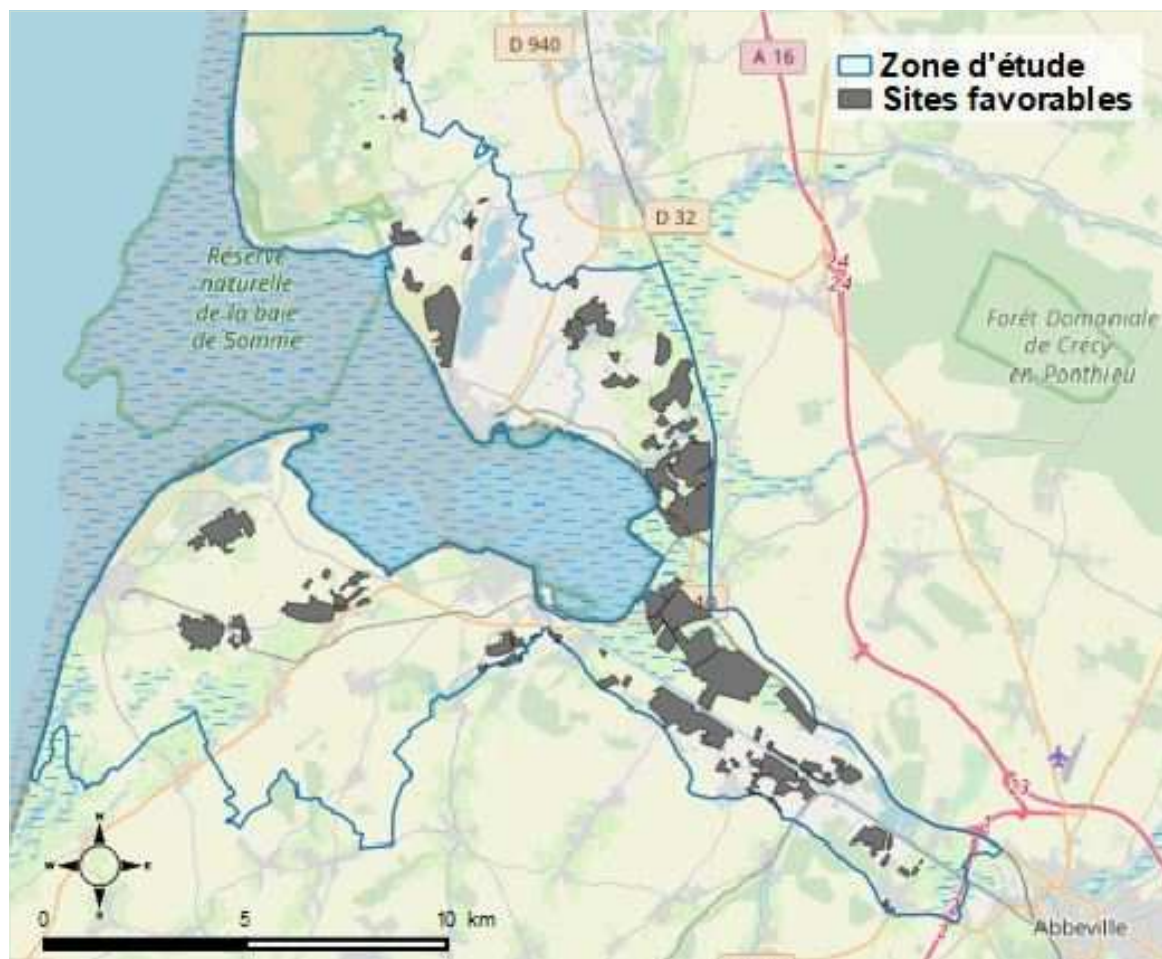 D 940
A 16
Zone d'étude
Sites favorables
D 32
24
24
Réserve
naturelle
de la baie
de Somme
Forêt Domaniale
de Crécy
en-Ponthieu
23
N
W
E
S
0
5
10 km
2
Abbeville